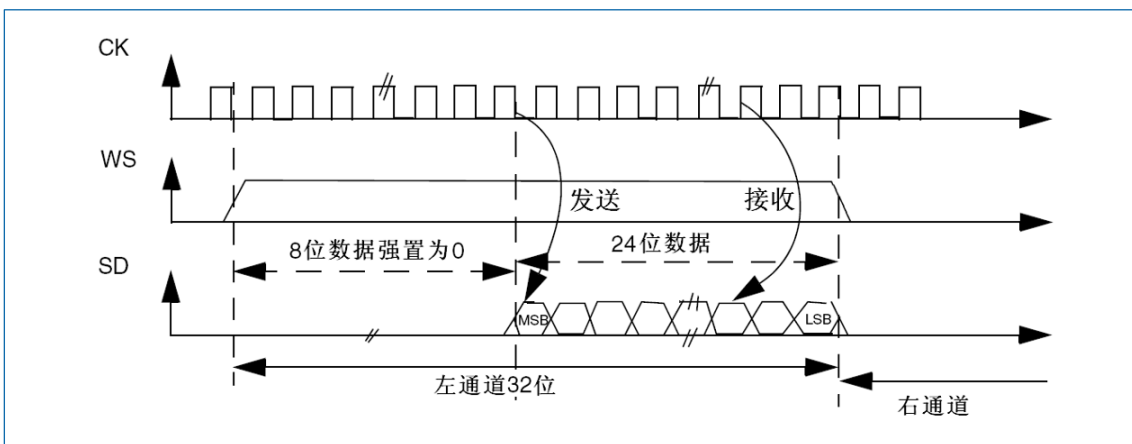 CK
WS
发送
接收
8位数据强置为0
24位数据
SD
MSB
LSB
左通道32位
右通道